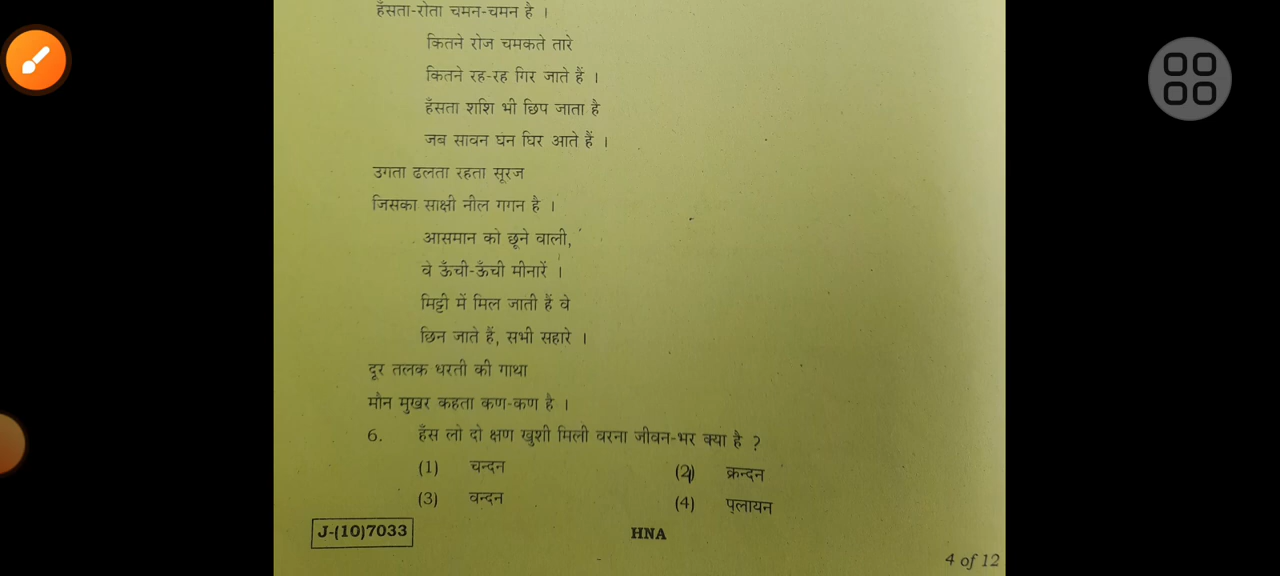 हँसता-रोता चमन-चमन है ।
कितने रोज चमकते तारे
कितने रह-रह गिर जाते हैं ।
हँसता शशि भी छिप जाता है
जब सावन घन घिर आते हैं ।
उगता ढलता रहता सूरज
जिसका साक्षी नील गगन है ।
आसमान को छूने वाली,
वे ऊँची-ऊँची मीनारें ।
मिट्टी में मिल जाती हैं वे
छिन जाते हैं, सभी सहारे ।
दूर तलक धरती की गाथा
मौन मुखर कहता कण-कण है ।
6. हँस लो दो क्षण खुशी मिली वरना जीवन-भर क्या है ?
(1) चन्दन (2) क्रन्दन
(3) वन्दन (4) पलायन
J-(10)7033 HNA
4 of 12